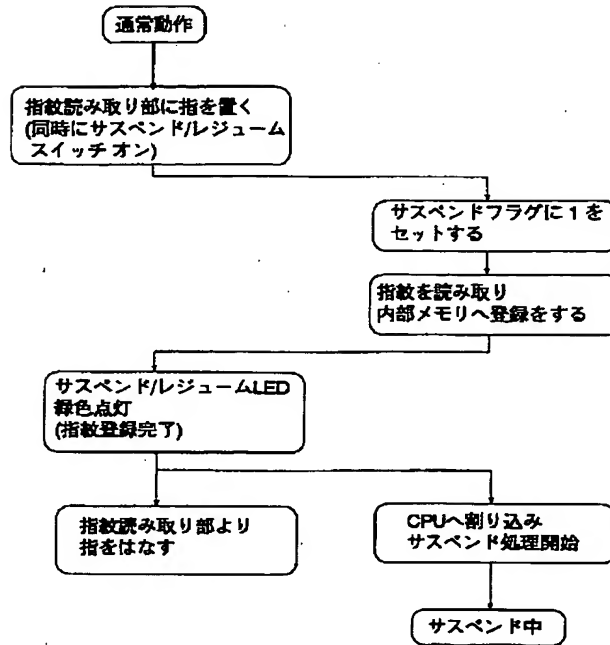 通常動作
指紋読み取り部に指を置く
(同時にサスペンド/レジューム
スイッチ オン)
サスペンドフラグに1を
セットする
指紋を読み取り
内部メモリへ登録をする
サスペンド/レジュームLED
緑色点灯
(指紋登録完了)
指紋読み取り部より
指をはなす
CPUへ割り込み
サスペンド処理開始
サスペンド中